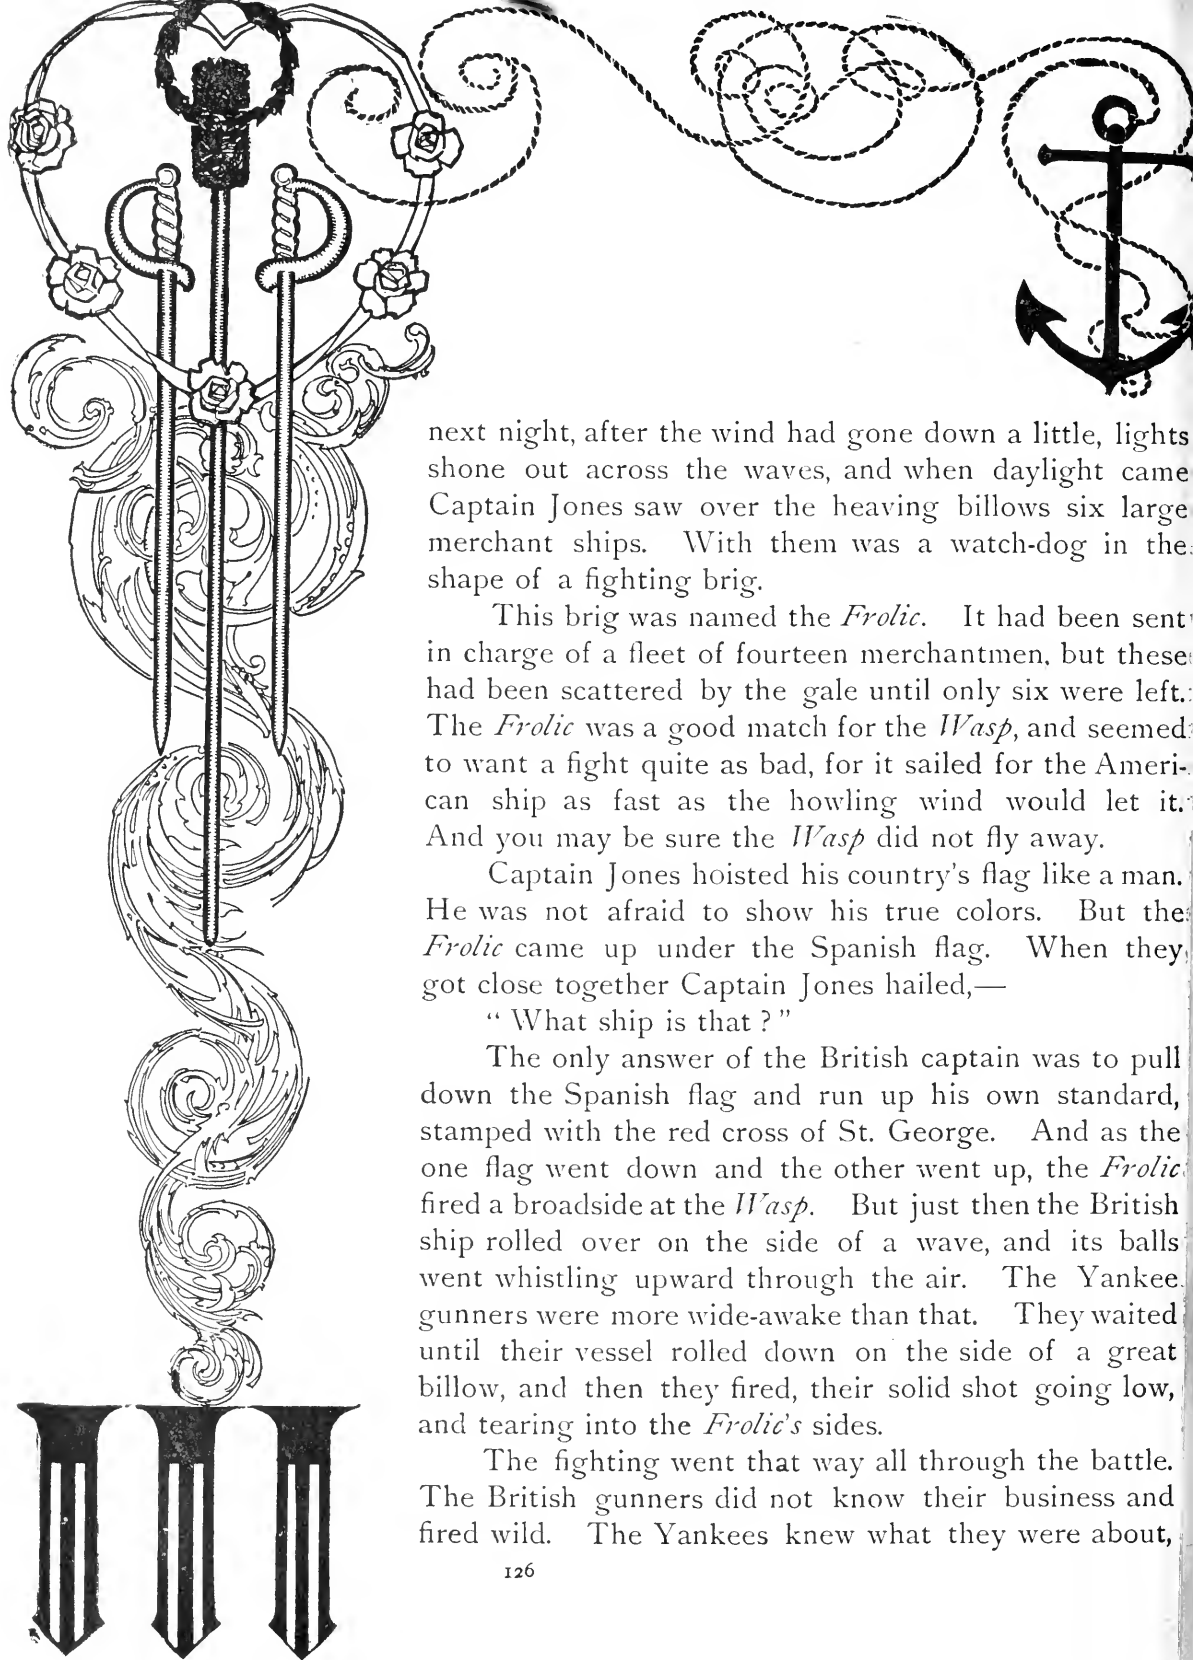 next night, after the wind had gone down a little, lights
shone out across the waves, and when daylight came
Captain Jones saw over the heaving billows six large
merchant ships. With them was a watch-dog in the
shape of a fighting brig.
This brig was named the Frolic. It had been sent
in charge of a fleet of fourteen merchantmen, but these
had been scattered by the gale until only six were left.
The Frolic was a good match for the Wasp, and seemed
to want a fight quite as bad, for it sailed for the Ameri-
can ship as fast as the howling wind would let it.
And you may be sure the Wasp did not fly away.
Captain Jones hoisted his country's flag like a man.
He was not afraid to show his true colors. But the
Frolic came up under the Spanish flag. When they
got close together Captain Jones hailed,—
“ What ship is that ? ”
The only answer of the British captain was to pull
down the Spanish flag and run up his own standard,
stamped with the red cross of St. George. And as the
one flag went down and the other went up, the Frolic
fired a broadside at the Wasp. But just then the British
ship rolled over on the side of a wave, and its balls
went whistling upward through the air. The Yankee
gunners were more wide-awake than that. They waited
until their vessel rolled down on the side of a great
billow, and then they fired, their solid shot going low,
and tearing into the Frolic's sides.
The fighting went that way all through the battle.
The British gunners did not know their business and
fired wild. The Yankees knew what they were about,
126